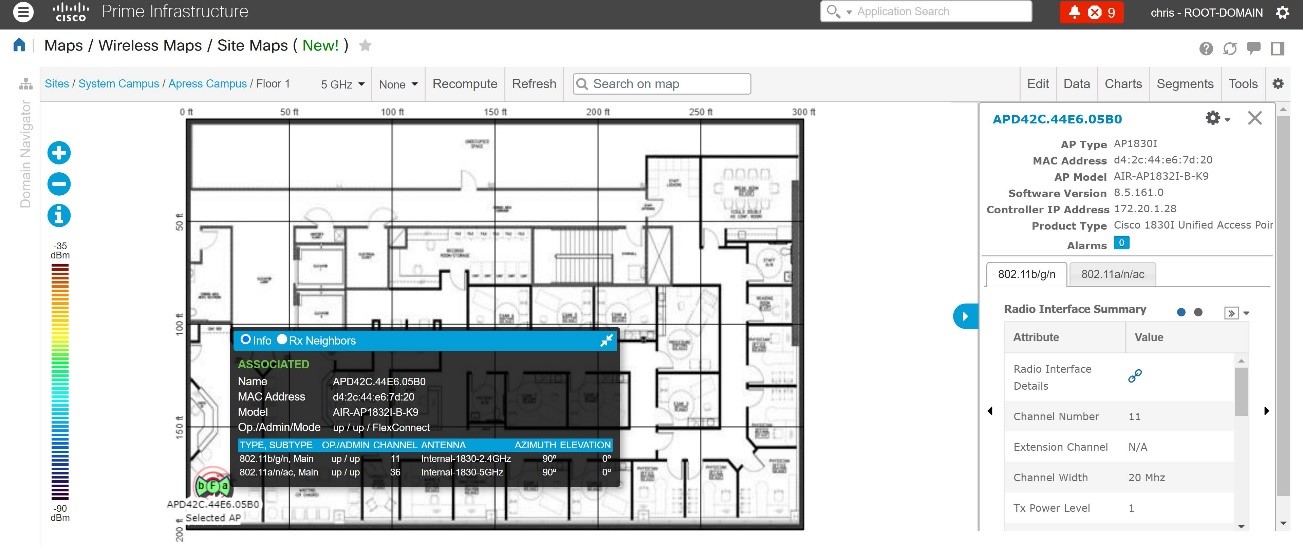 cisco Prime Infrastructure
Application Search
9
chris - ROOT-DOMAIN
Maps / Wireless Maps / Site Maps ( New! )
Domain Navigator
Sites / System Campus / Apress Campus / Floor 1
5 GHz
None
Recompute
Refresh
Search on map
Edit
Data
Charts
Segments
Tools
0 ft 50 ft 100 ft 150 ft 200 ft 250 ft 300 ft
50 ft
100 ft
150 ft
200 ft
-35
dBm
-90
dBm
Info Rx Neighbors
ASSOCIATED
Name APD42C.44E6.05B0
MAC Address d4:2c:44:e6:7d:20
Model AIR-AP1832I-B-K9
Op./Admin/Mode up / up / FlexConnect
TYPE, SUBTYPE OP./ADMIN CHANNEL ANTENNA AZIMUTH ELEVATION
802.11b/g/n, Main up / up 11 Internal-1830-2.4GHz 90º 0º
802.11a/n/ac, Main up / up 36 Internal-1830-5GHz 90º 0º
b F a
APD42C.44E6.05B0
Selected AP
APD42C.44E6.05B0
AP Type AP1830I
MAC Address d4:2c:44:e6:7d:20
AP Model AIR-AP1832I-B-K9
Software Version 8.5.161.0
Controller IP Address 172.20.1.28
Product Type Cisco 1830I Unified Access Poir
Alarms 0
802.11b/g/n 802.11a/n/ac
Radio Interface Summary
Attribute Value
Radio Interface
Details
Channel Number 11
Extension Channel N/A
Channel Width 20 Mhz
Tx Power Level 1